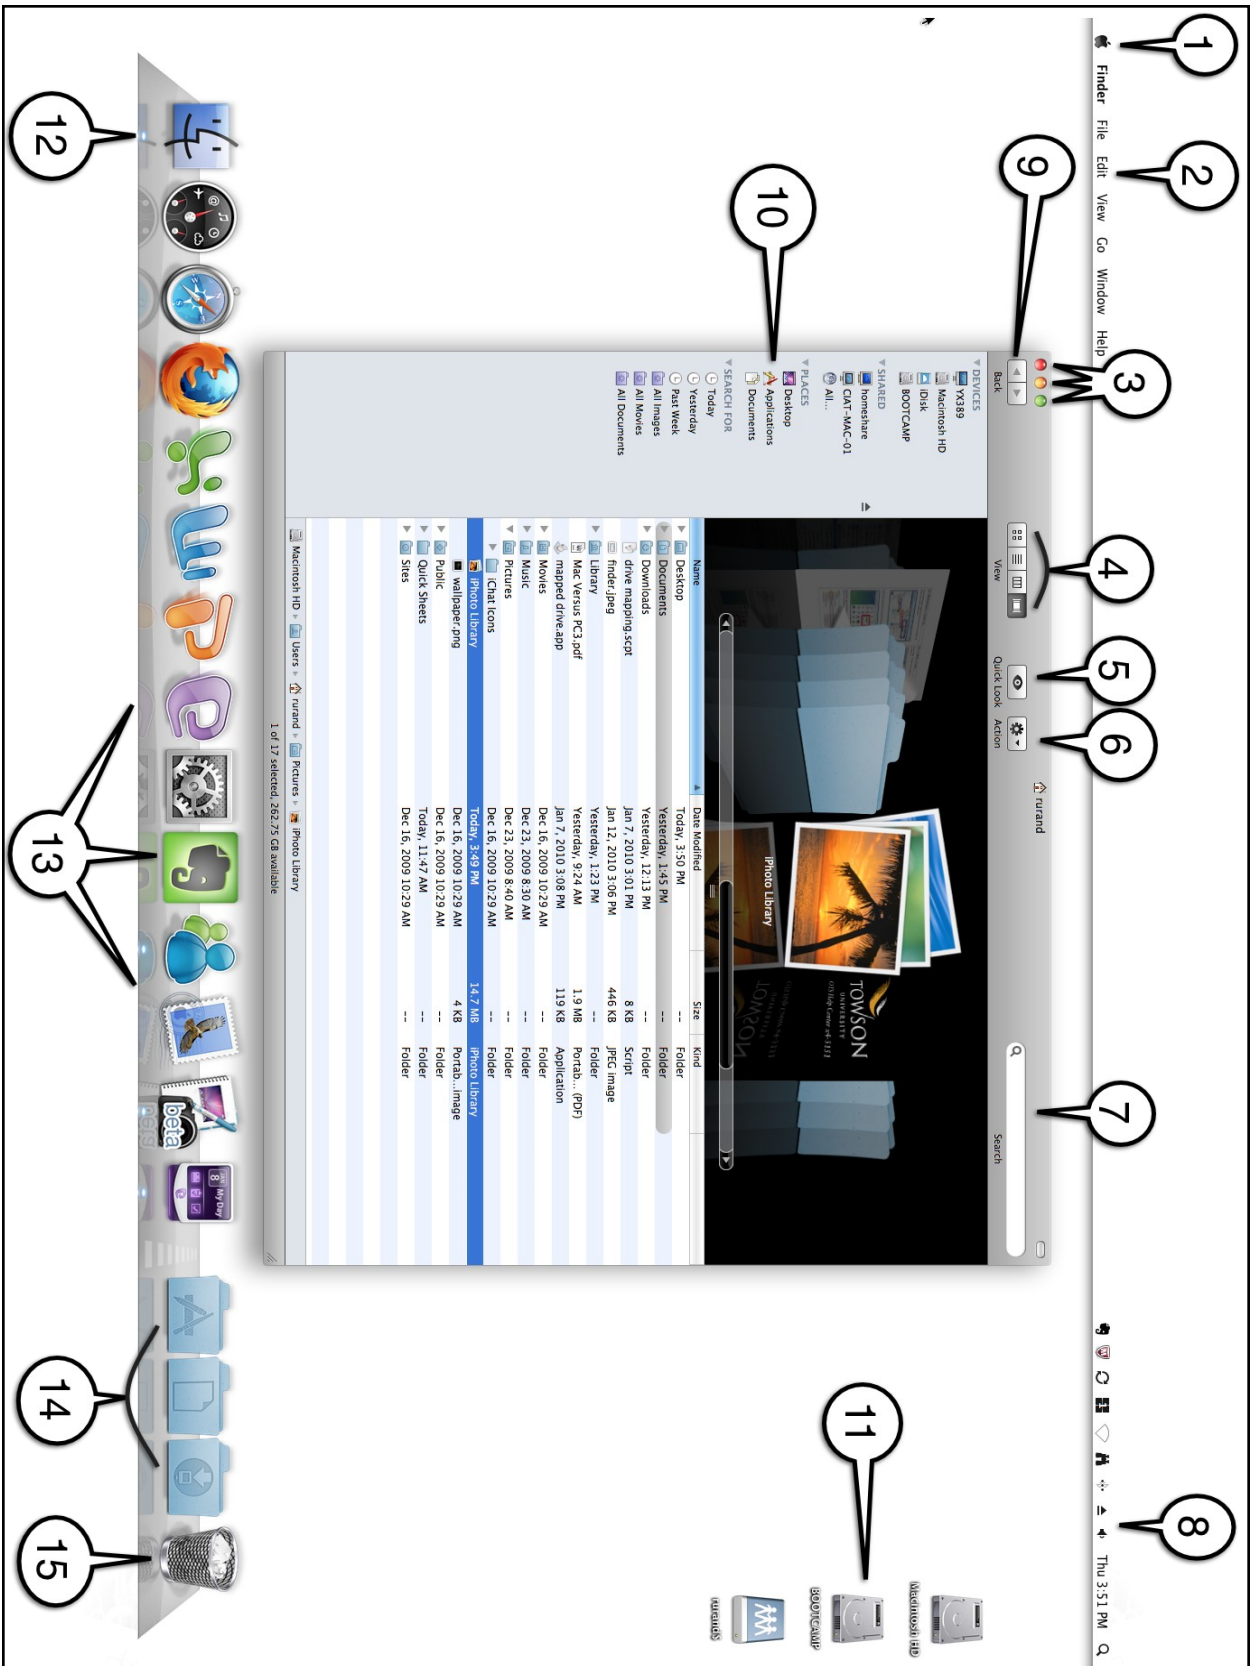 1
2
3
4
5
6
7
8
9
10
11
12
13
14
15
Finder File Edit View Go Window Help
Thu 3:51 PM
rurand
Back
View
Quick Look
Action
Search
DEVICES
YX389
Macintosh HD
iDisk
BOOTCAMP
SHARED
homeshare
CIAT-MAC-01
All...
PLACES
Desktop
Applications
Documents
SEARCH FOR
Today
Yesterday
Past Week
All Images
All Movies
All Documents
TOWSON
UNIVERSITY
OTS Help Center x4-5151
iPhoto Library
Name Date Modified Size Kind
Desktop Today, 3:50 PM -- Folder
Documents Yesterday, 1:45 PM -- Folder
Downloads Yesterday, 12:13 PM -- Folder
drive mapping.scpt Jan 7, 2010 3:01 PM 8 KB Script
finder.jpeg Jan 12, 2010 3:06 PM 446 KB JPEG image
Library Yesterday, 1:23 PM -- Folder
Mac Versus PC3.pdf Yesterday, 9:24 AM 1.9 MB Portab... (PDF)
mapped drive.app Jan 7, 2010 3:08 PM 119 KB Application
Movies Dec 16, 2009 10:29 AM -- Folder
Music Dec 23, 2009 8:30 AM -- Folder
Pictures Dec 23, 2009 8:40 AM -- Folder
iChat Icons Dec 16, 2009 10:29 AM -- Folder
iPhoto Library Today, 3:49 PM 14.7 MB iPhoto Library
wallpaper.png Dec 16, 2009 10:29 AM 4 KB Portab...image
Public Dec 16, 2009 10:29 AM -- Folder
Quick Sheets Today, 11:47 AM -- Folder
Sites Dec 16, 2009 10:29 AM -- Folder
Macintosh HD Users rurand Pictures iPhoto Library
1 of 17 selected, 262.75 GB available
Macintosh HD
BOOTCAMP
rurands
beta
My Day
8